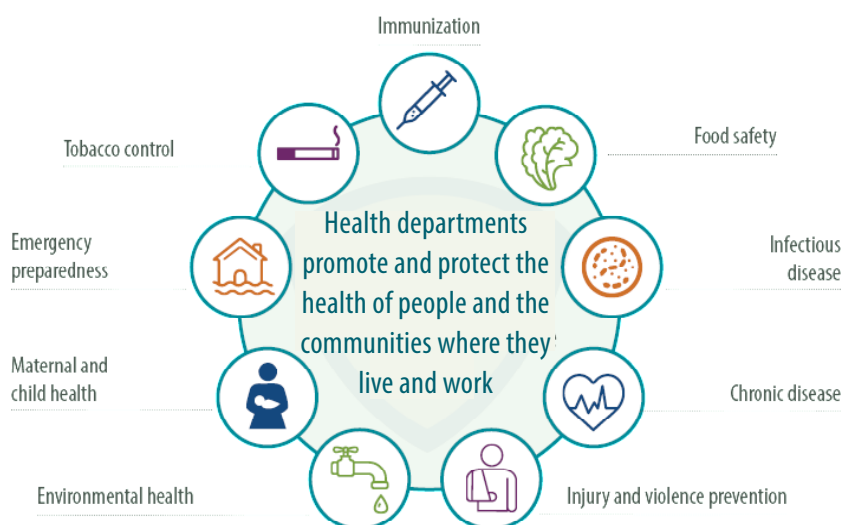 Immunization
Tobacco control
Food safety
Health departments
promote and protect the
health of people and the
communities where they
live and work
Emergency
preparedness
Infectious
disease
Maternal and
child health
Chronic disease
Environmental health
Injury and violence prevention